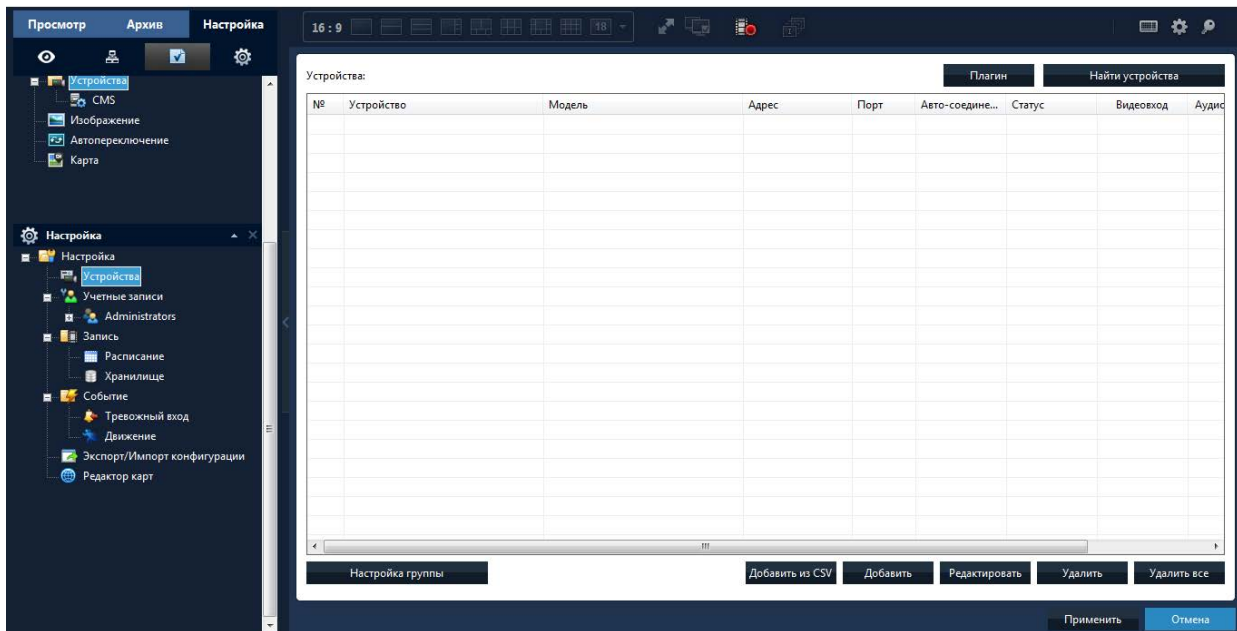 Просмотр Архив Настройка 16 : 9 18
Устройства
CMS
Изображение
Автопереключение
Карта
Настройка
Настройка
Устройства
Учетные записи
Administrators
Запись
Расписание
Хранилище
Событие
Тревожный вход
Движение
Экспорт/Импорт конфигурации
Редактор карт
Устройства: Плагин Найти устройства
№ Устройство Модель Адрес Порт Авто-соедине... Статус Видеовход Аудио
Настройка группы Добавить из CSV Добавить Редактировать Удалить Удалить все
Применить Отмена